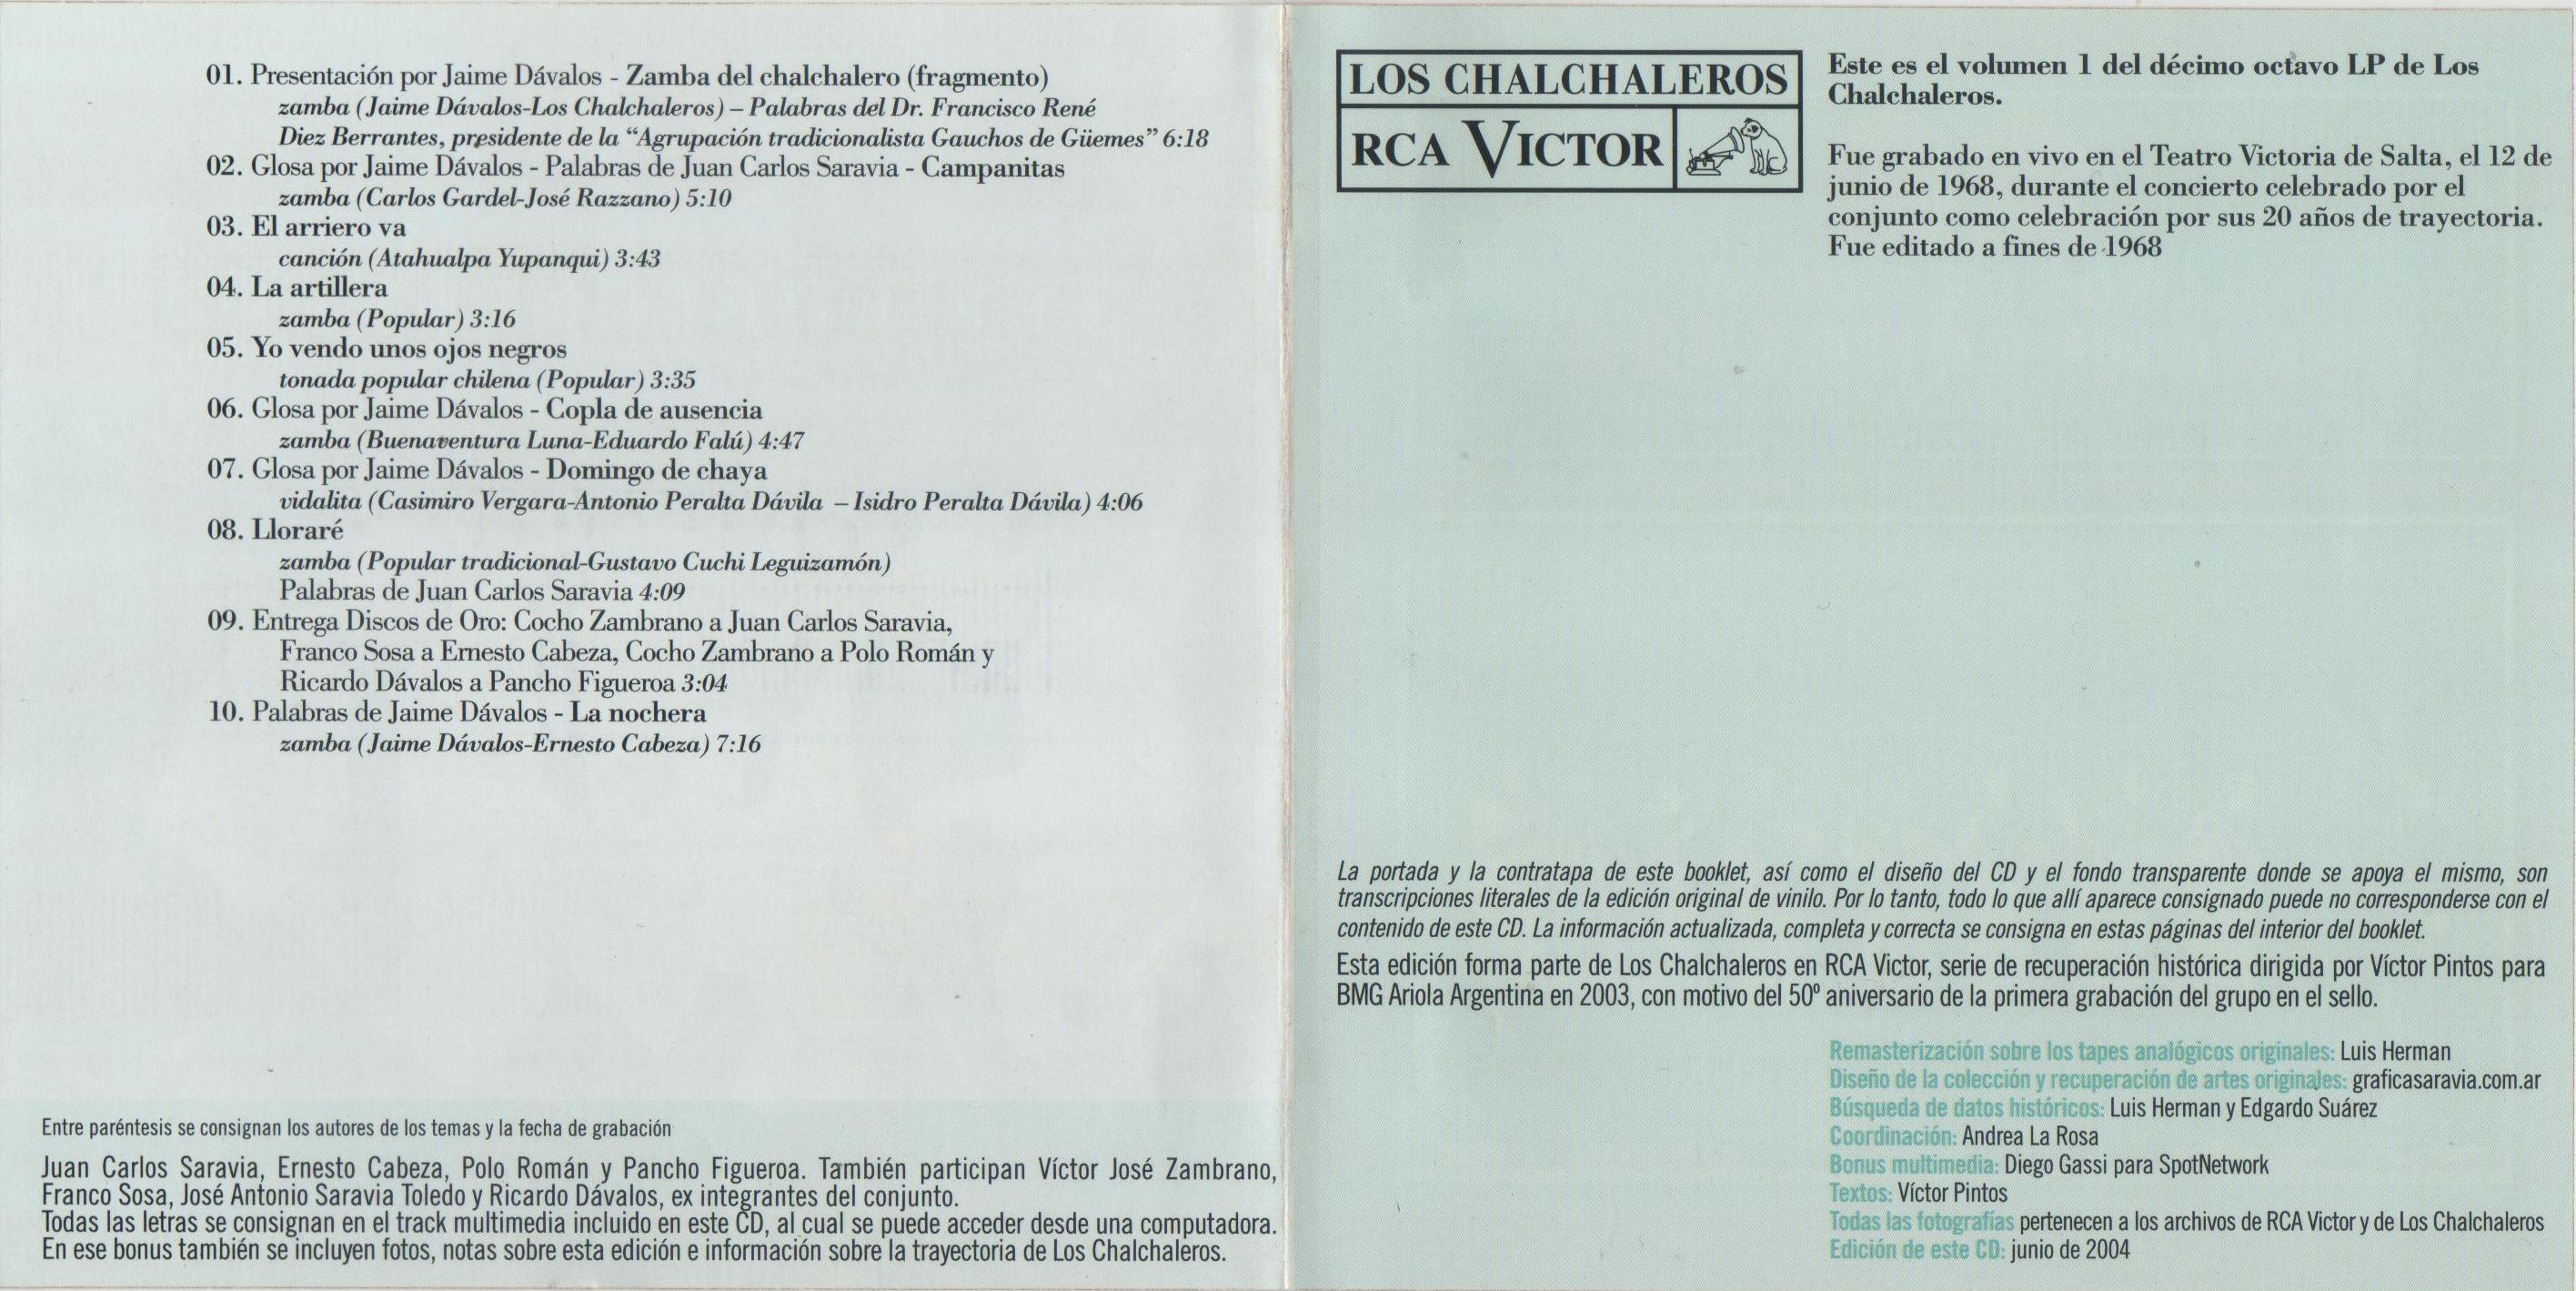 01. Presentación por Jaime Dávalos - Zamba del chalchalero (fragmento)
zamba (Jaime Dávalos-Los Chalchaleros) – Palabras del Dr. Francisco René
Diez Berrantes, presidente de la “Agrupación tradicionalista Gauchos de Güemes” 6:18
02. Glosa por Jaime Dávalos - Palabras de Juan Carlos Saravia - Campanitas
zamba (Carlos Gardel-José Razzano) 5:10
03. El arriero va
canción (Atahualpa Yupanqui) 3:43
04. La artillera
zamba (Popular) 3:16
05. Yo vendo unos ojos negros
tonada popular chilena (Popular) 3:35
06. Glosa por Jaime Dávalos - Copla de ausencia
zamba (Buenaventura Luna-Eduardo Falú) 4:47
07. Glosa por Jaime Dávalos - Domingo de chaya
vidalita (Casimiro Vergara-Antonio Peralta Dávila – Isidro Peralta Dávila) 4:06
08. Lloraré
zamba (Popular tradicional-Gustavo Cuchi Leguizamón)
Palabras de Juan Carlos Saravia 4:09
09. Entrega Discos de Oro: Cocho Zambrano a Juan Carlos Saravia,
Franco Sosa a Ernesto Cabeza, Cocho Zambrano a Polo Román y
Ricardo Dávalos a Pancho Figueroa 3:04
10. Palabras de Jaime Dávalos - La nochera
zamba (Jaime Dávalos-Ernesto Cabeza) 7:16
Entre paréntesis se consignan los autores de los temas y la fecha de grabación
Juan Carlos Saravia, Ernesto Cabeza, Polo Román y Pancho Figueroa. También participan Víctor José Zambrano,
Franco Sosa, José Antonio Saravia Toledo y Ricardo Dávalos, ex integrantes del conjunto.
Todas las letras se consignan en el track multimedia incluido en este CD, al cual se puede acceder desde una computadora.
En ese bonus también se incluyen fotos, notas sobre esta edición e información sobre la trayectoria de Los Chalchaleros.
LOS CHALCHALEROS
RCA VICTOR
Este es el volumen 1 del décimo octavo LP de Los
Chalchaleros.
Fue grabado en vivo en el Teatro Victoria de Salta, el 12 de
junio de 1968, durante el concierto celebrado por el
conjunto como celebración por sus 20 años de trayectoria.
Fue editado a fines de 1968
La portada y la contratapa de este booklet, así como el diseño del CD y el fondo transparente donde se apoya el mismo, son
transcripciones literales de la edición original de vinilo. Por lo tanto, todo lo que allí aparece consignado puede no corresponderse con el
contenido de este CD. La información actualizada, completa y correcta se consigna en estas páginas del interior del booklet.
Esta edición forma parte de Los Chalchaleros en RCA Victor, serie de recuperación histórica dirigida por Víctor Pintos para
BMG Ariola Argentina en 2003, con motivo del 50º aniversario de la primera grabación del grupo en el sello.
Remasterización sobre los tapes analógicos originales: Luis Herman
Diseño de la colección y recuperación de artes originales: graficasaravia.com.ar
Búsqueda de datos históricos: Luis Herman y Edgardo Suárez
Coordinación: Andrea La Rosa
Bonus multimedia: Diego Gassi para SpotNetwork
Textos: Víctor Pintos
Todas las fotografías pertenecen a los archivos de RCA Victor y de Los Chalchaleros
Edición de este CD: junio de 2004